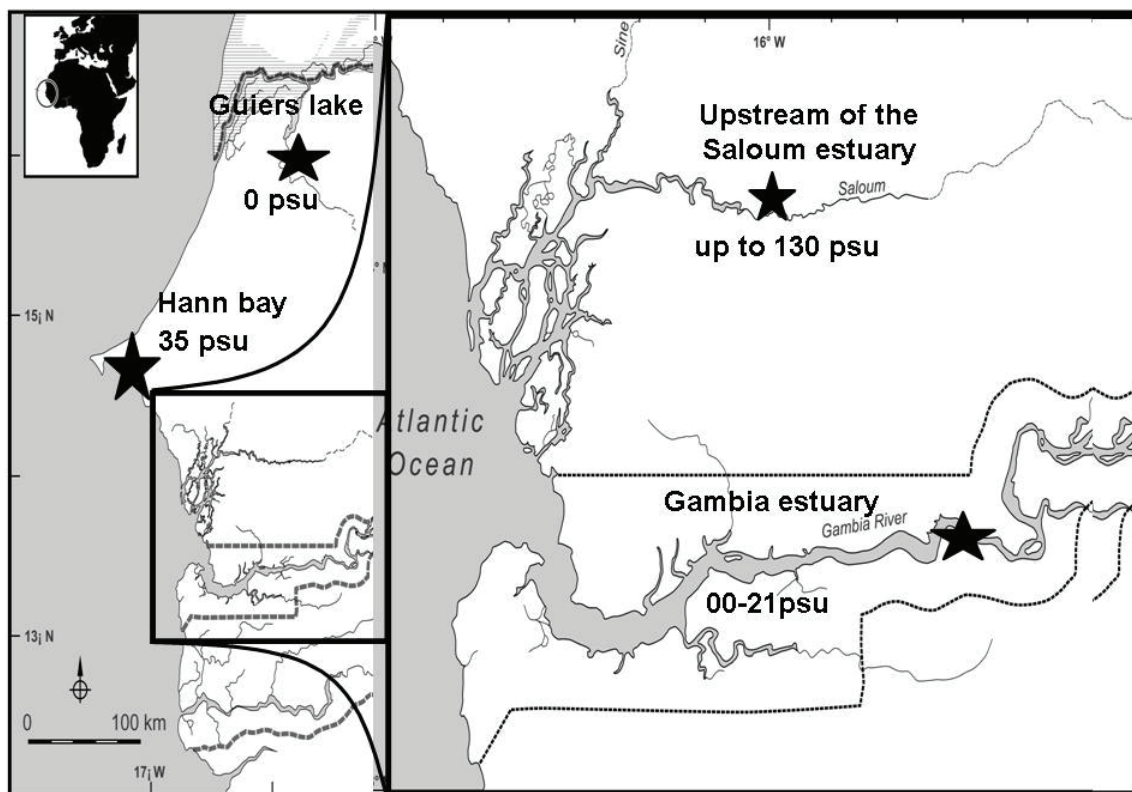 Guiers lake
0 psu
15¡ N
Hann bay
35 psu
13¡ N
0 100 km
17¡ W
16° W
Sine
Upstream of the
Saloum estuary
Saloum
up to 130 psu
Atlantic
Ocean
Gambia estuary
Gambia River
00-21psu